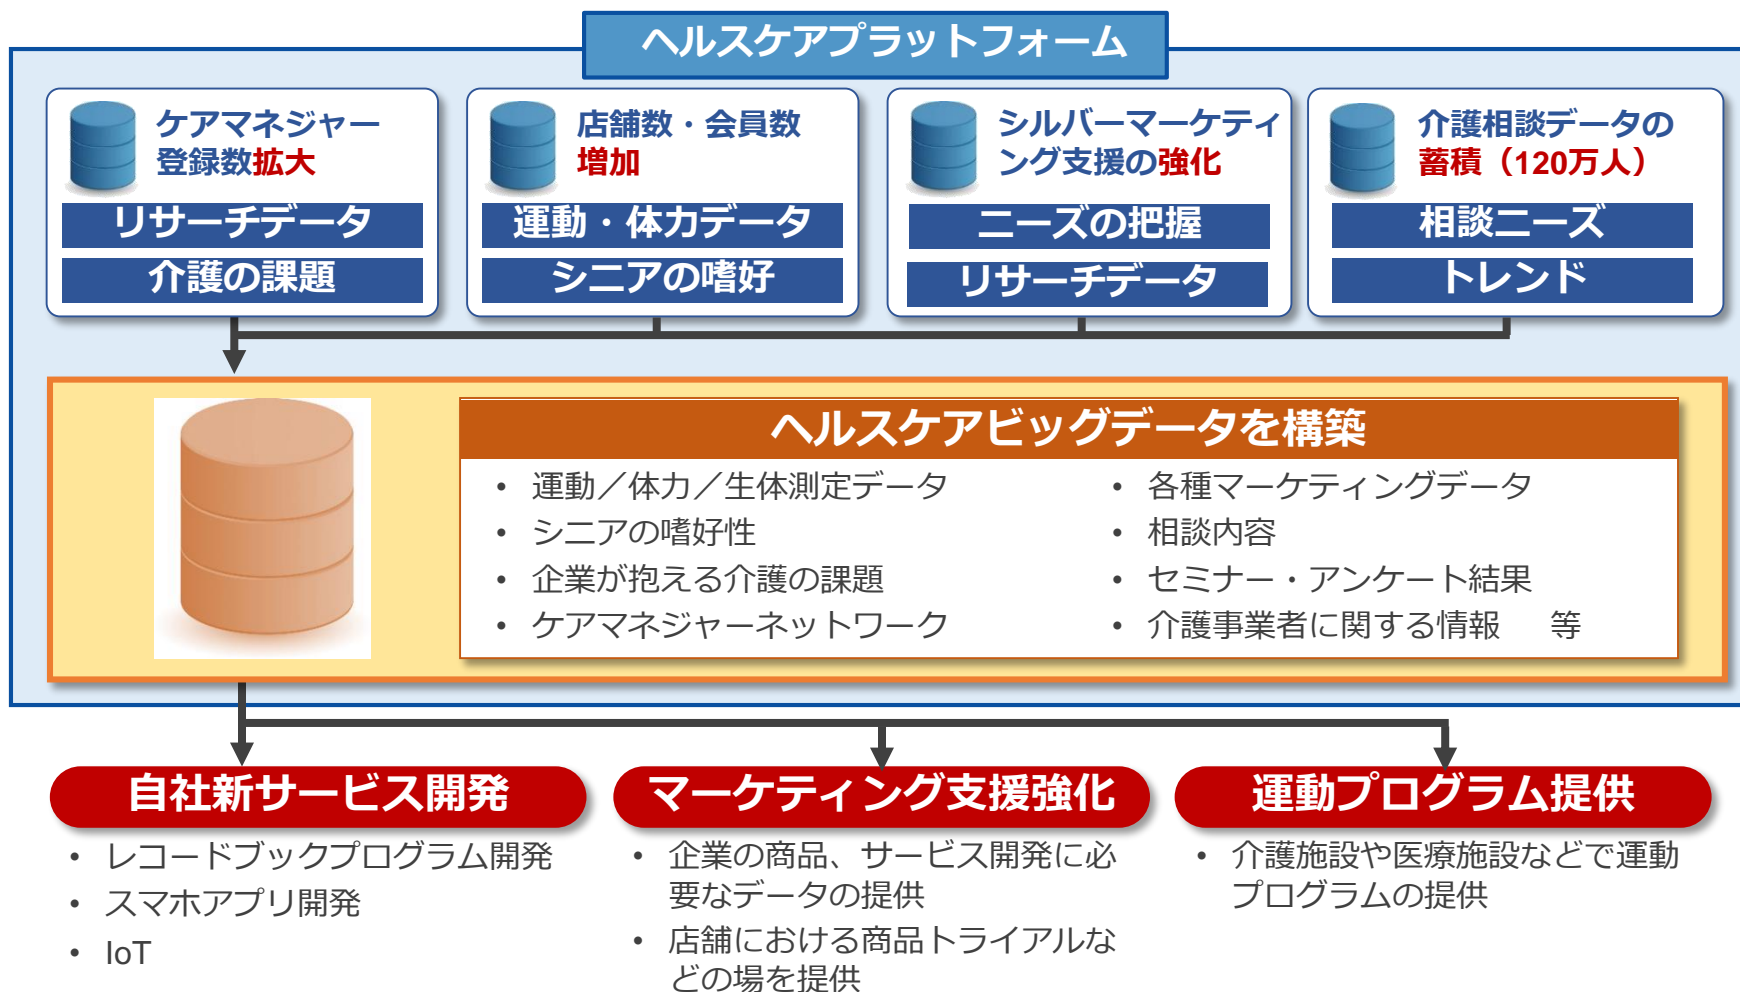 ヘルスケアプラットフォーム
ケアマネジャー
登録数拡大
リサーチデータ
介護の課題
店舗数・会員数
増加
運動・体力データ
シニアの嗜好
シルバーマーケティ
ング支援の強化
ニーズの把握
リサーチデータ
介護相談データの
蓄積（120万人）
相談ニーズ
トレンド
ヘルスケアビッグデータを構築
• 運動／体力／生体測定データ
• シニアの嗜好性
• 企業が抱える介護の課題
• ケアマネジャーネットワーク
• 各種マーケティングデータ
• 相談内容
• セミナー・アンケート結果
• 介護事業者に関する情報　等
自社新サービス開発
• レコードブックプログラム開発
• スマホアプリ開発
• IoT
マーケティング支援強化
• 企業の商品、サービス開発に必
要なデータの提供
• 店舗における商品トライアルな
どの場を提供
運動プログラム提供
• 介護施設や医療施設などで運動
プログラムの提供